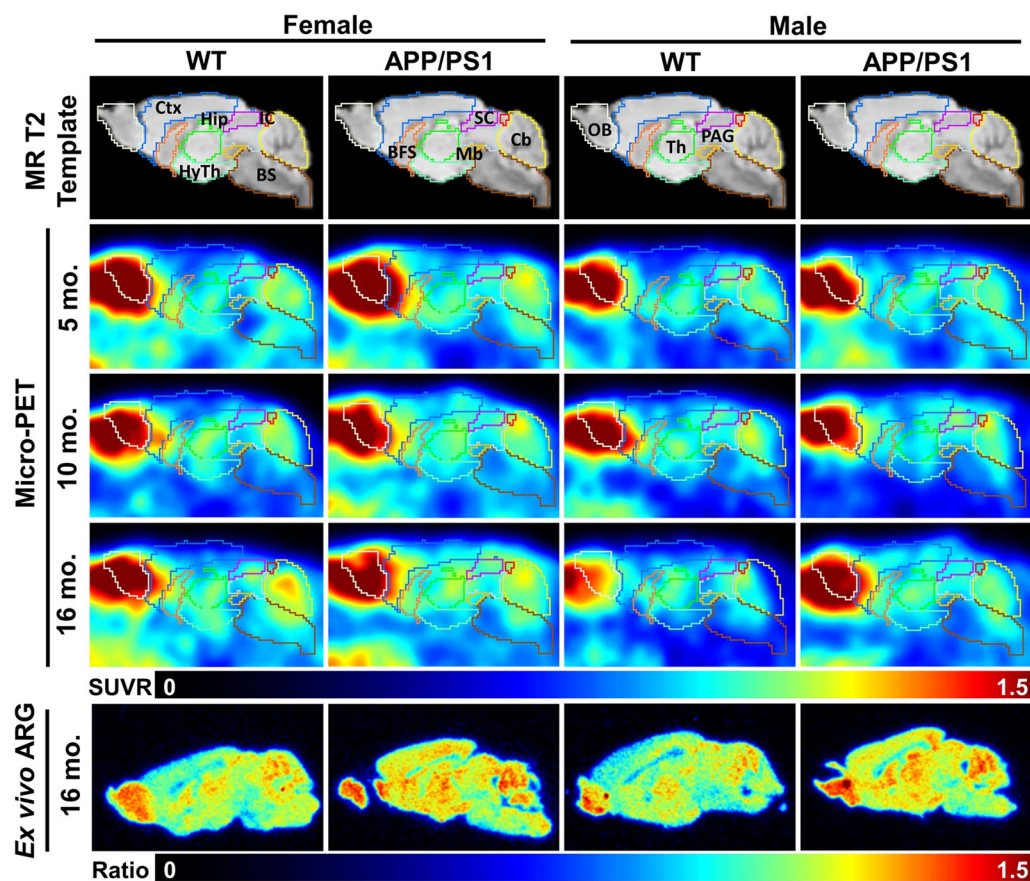 Female Male
WT APP/PS1 WT APP/PS1
MR T2
Template
Ctx Hip IC HyTh BS
BFS SC Mb Cb
OB Th PAG
Micro-PET
5 mo.
10 mo.
16 mo.
SUVR 0 1.5
Ex vivo ARG
16 mo.
Ratio 0 1.5